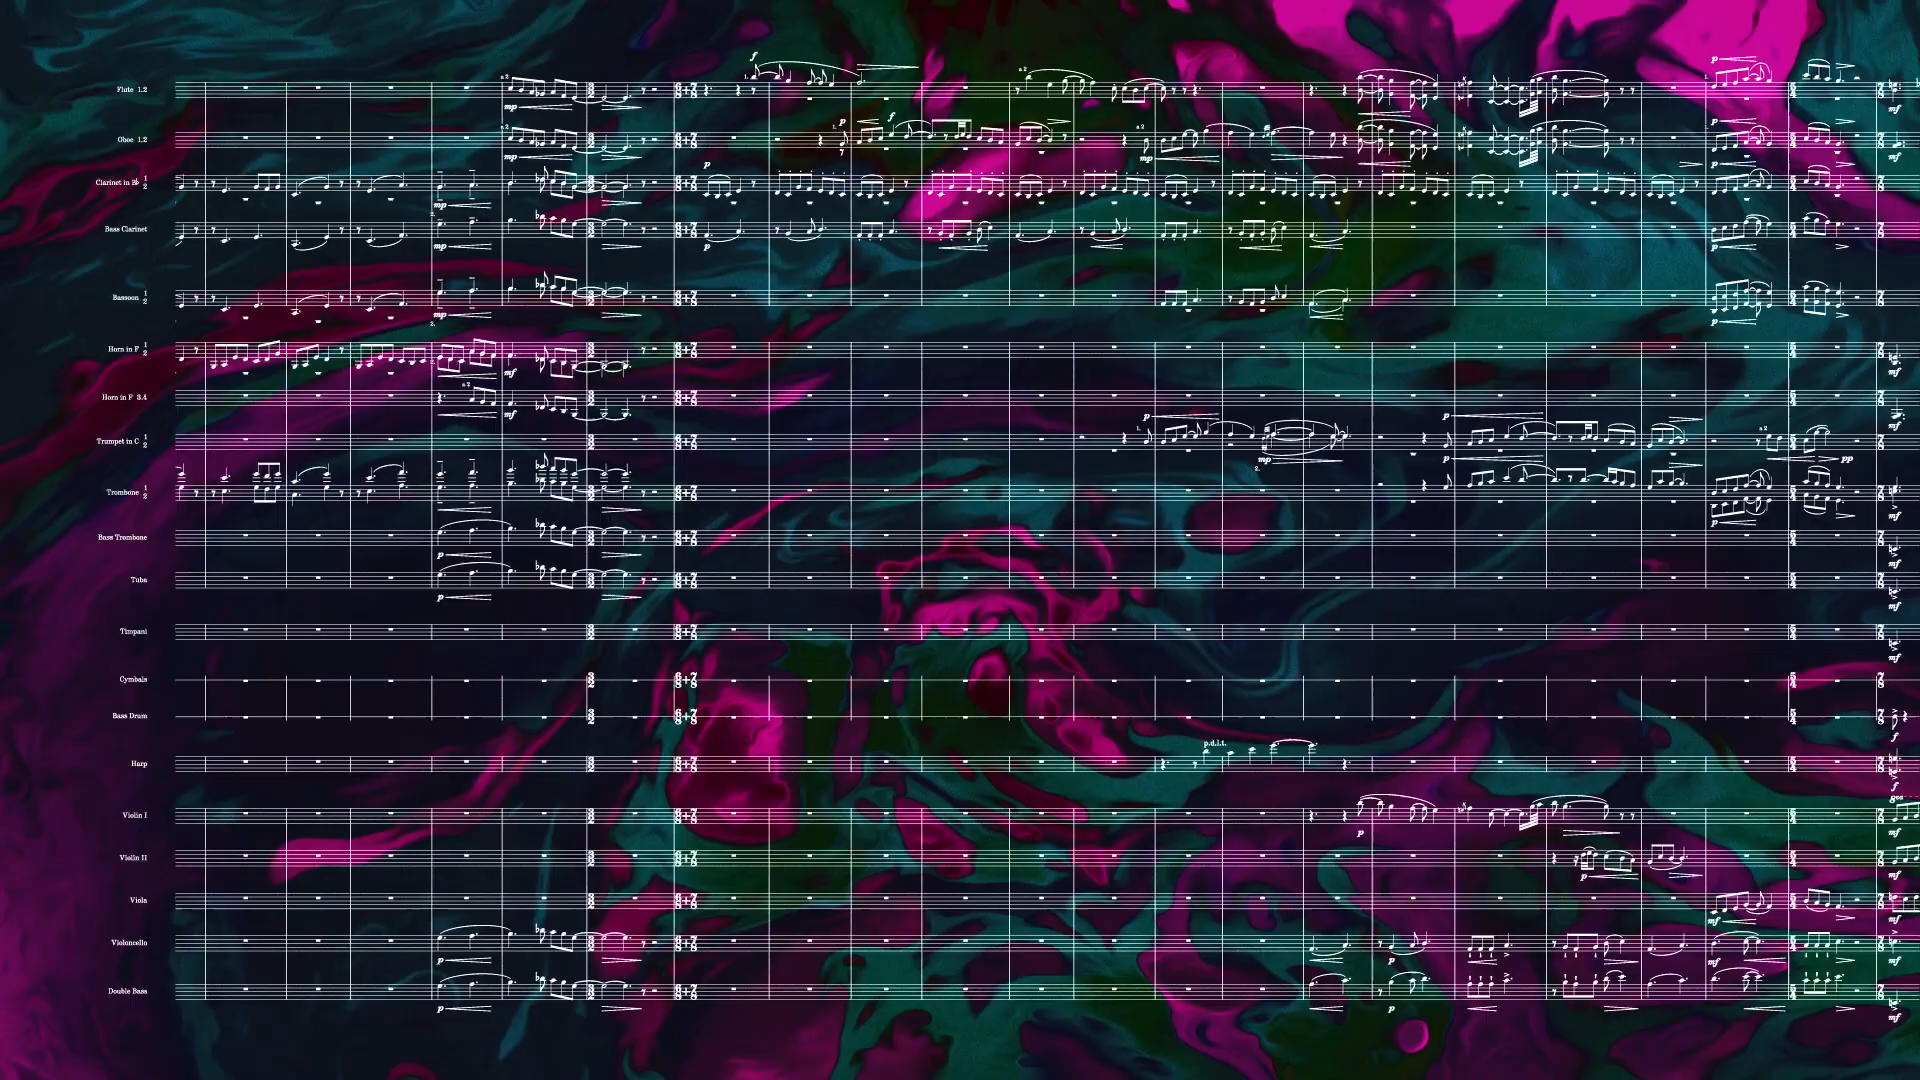 Flute 1.2
Oboe 1.2
Clarinet in B♭ 1 2
Bass Clarinet
Bassoon 1 2
Horn in F 1 2
Horn in F 3.4
Trumpet in C 1 2
Trombone 1 2
Bass Trombone
Tuba
Timpani
Cymbals
Bass Drum
Harp
p.d.l.t.
Violin I
Violin II
Viola
Violoncello
Double Bass